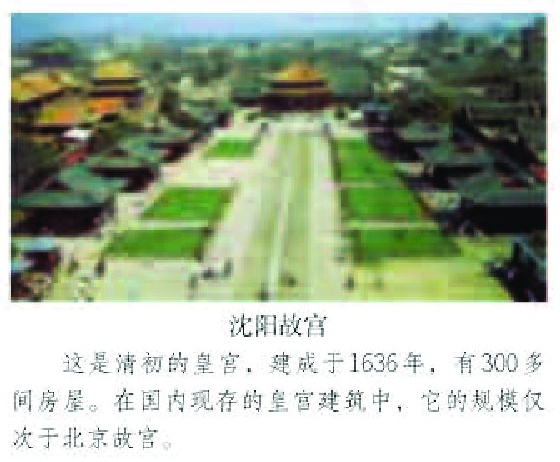 沈阳故宫
这是清初的皇宫，建成于1636年，有300多
间房屋。在国内现存的皇宫建筑中，它的规模仅
次于北京故宫。